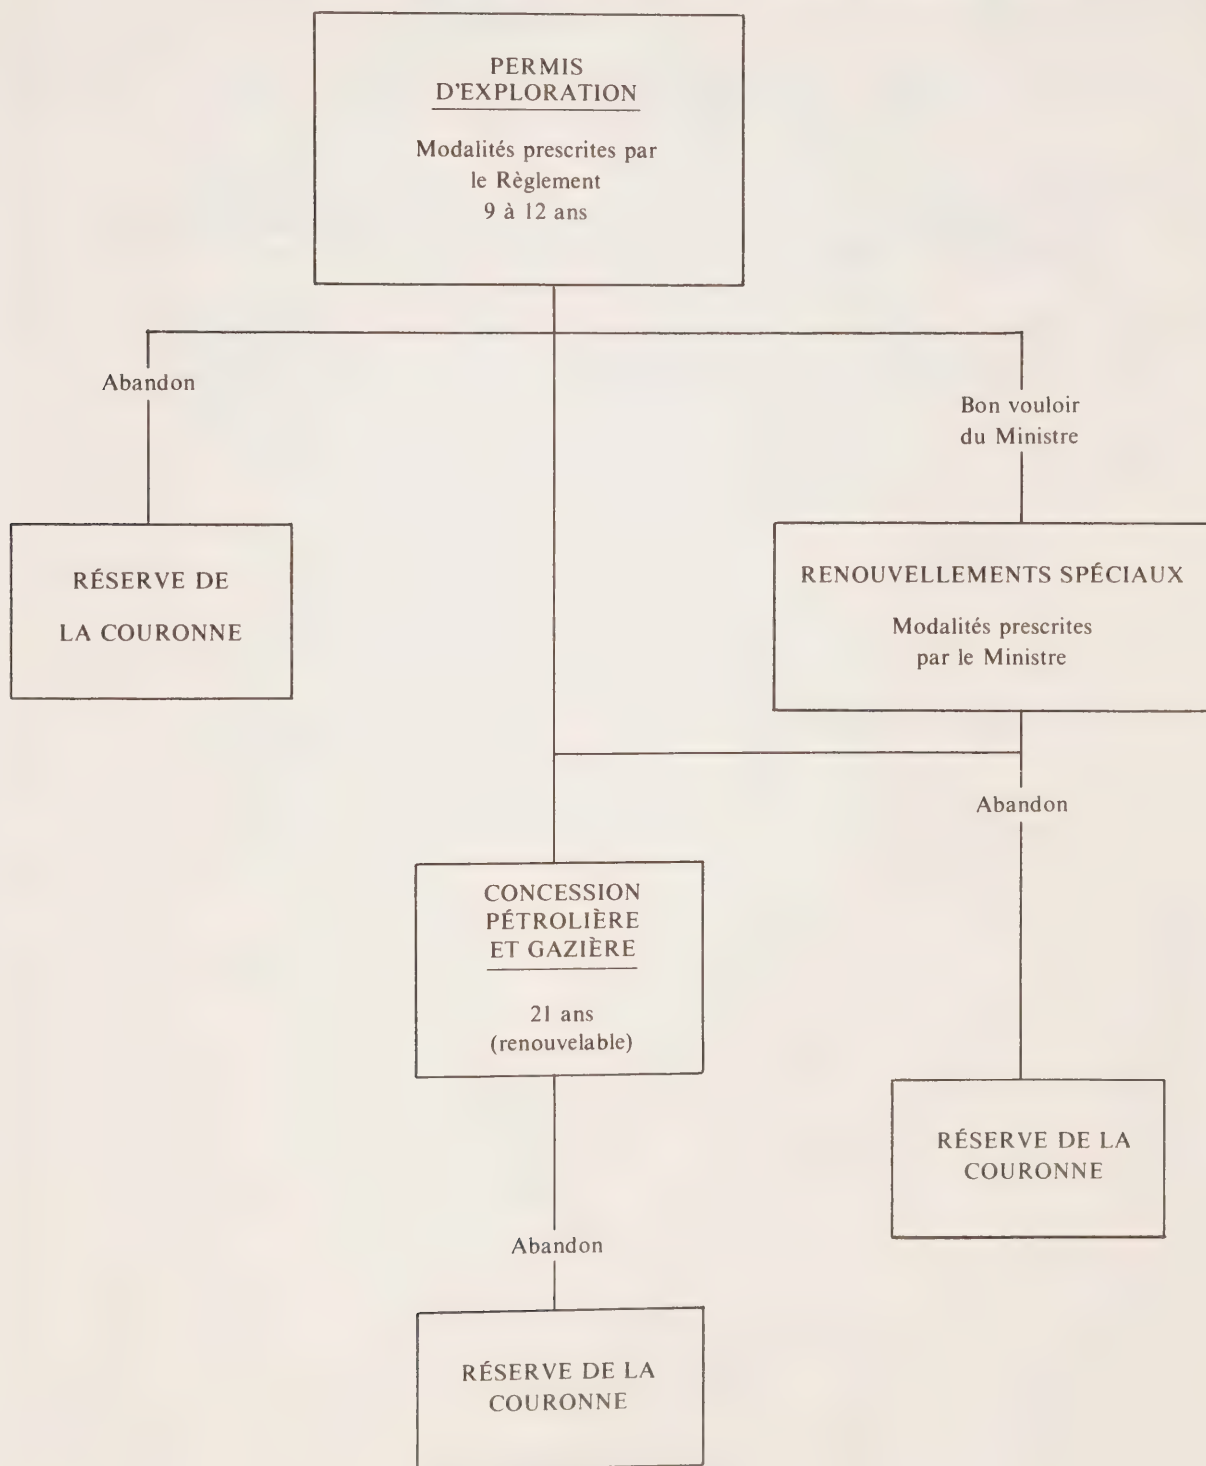 PERMIS
D'EXPLORATION
Modalités prescrites par
le Règlement
9 à 12 ans
Abandon
Bon vouloir
du Ministre
RÉSERVE DE
LA COURONNE
RENOUVELLEMENTS SPÉCIAUX
Modalités prescrites
par le Ministre
Abandon
CONCESSION
PÉTROLIÈRE
ET GAZIÈRE
21 ans
(renouvelable)
RÉSERVE DE LA
COURONNE
Abandon
RÉSERVE DE LA
COURONNE